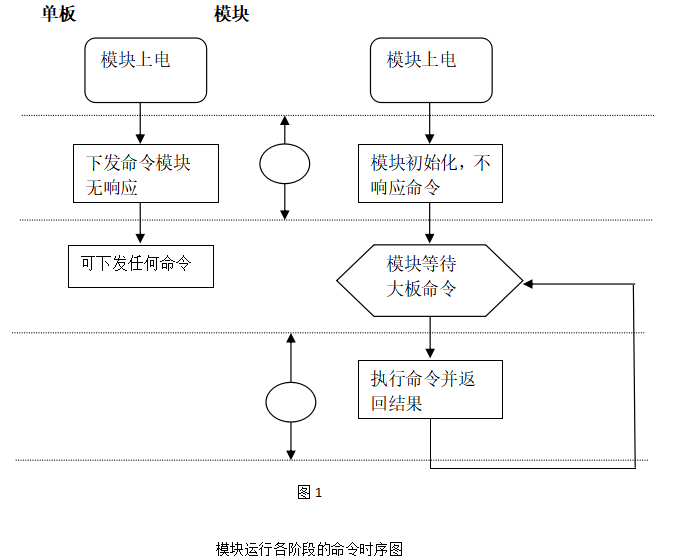 单板 模块
模块上电 模块上电
下发命令模块
无响应
模块初始化，不
响应命令
可下发任何命令
模块等待
大板命令
执行命令并返
回结果
图 1
模块运行各阶段的命令时序图